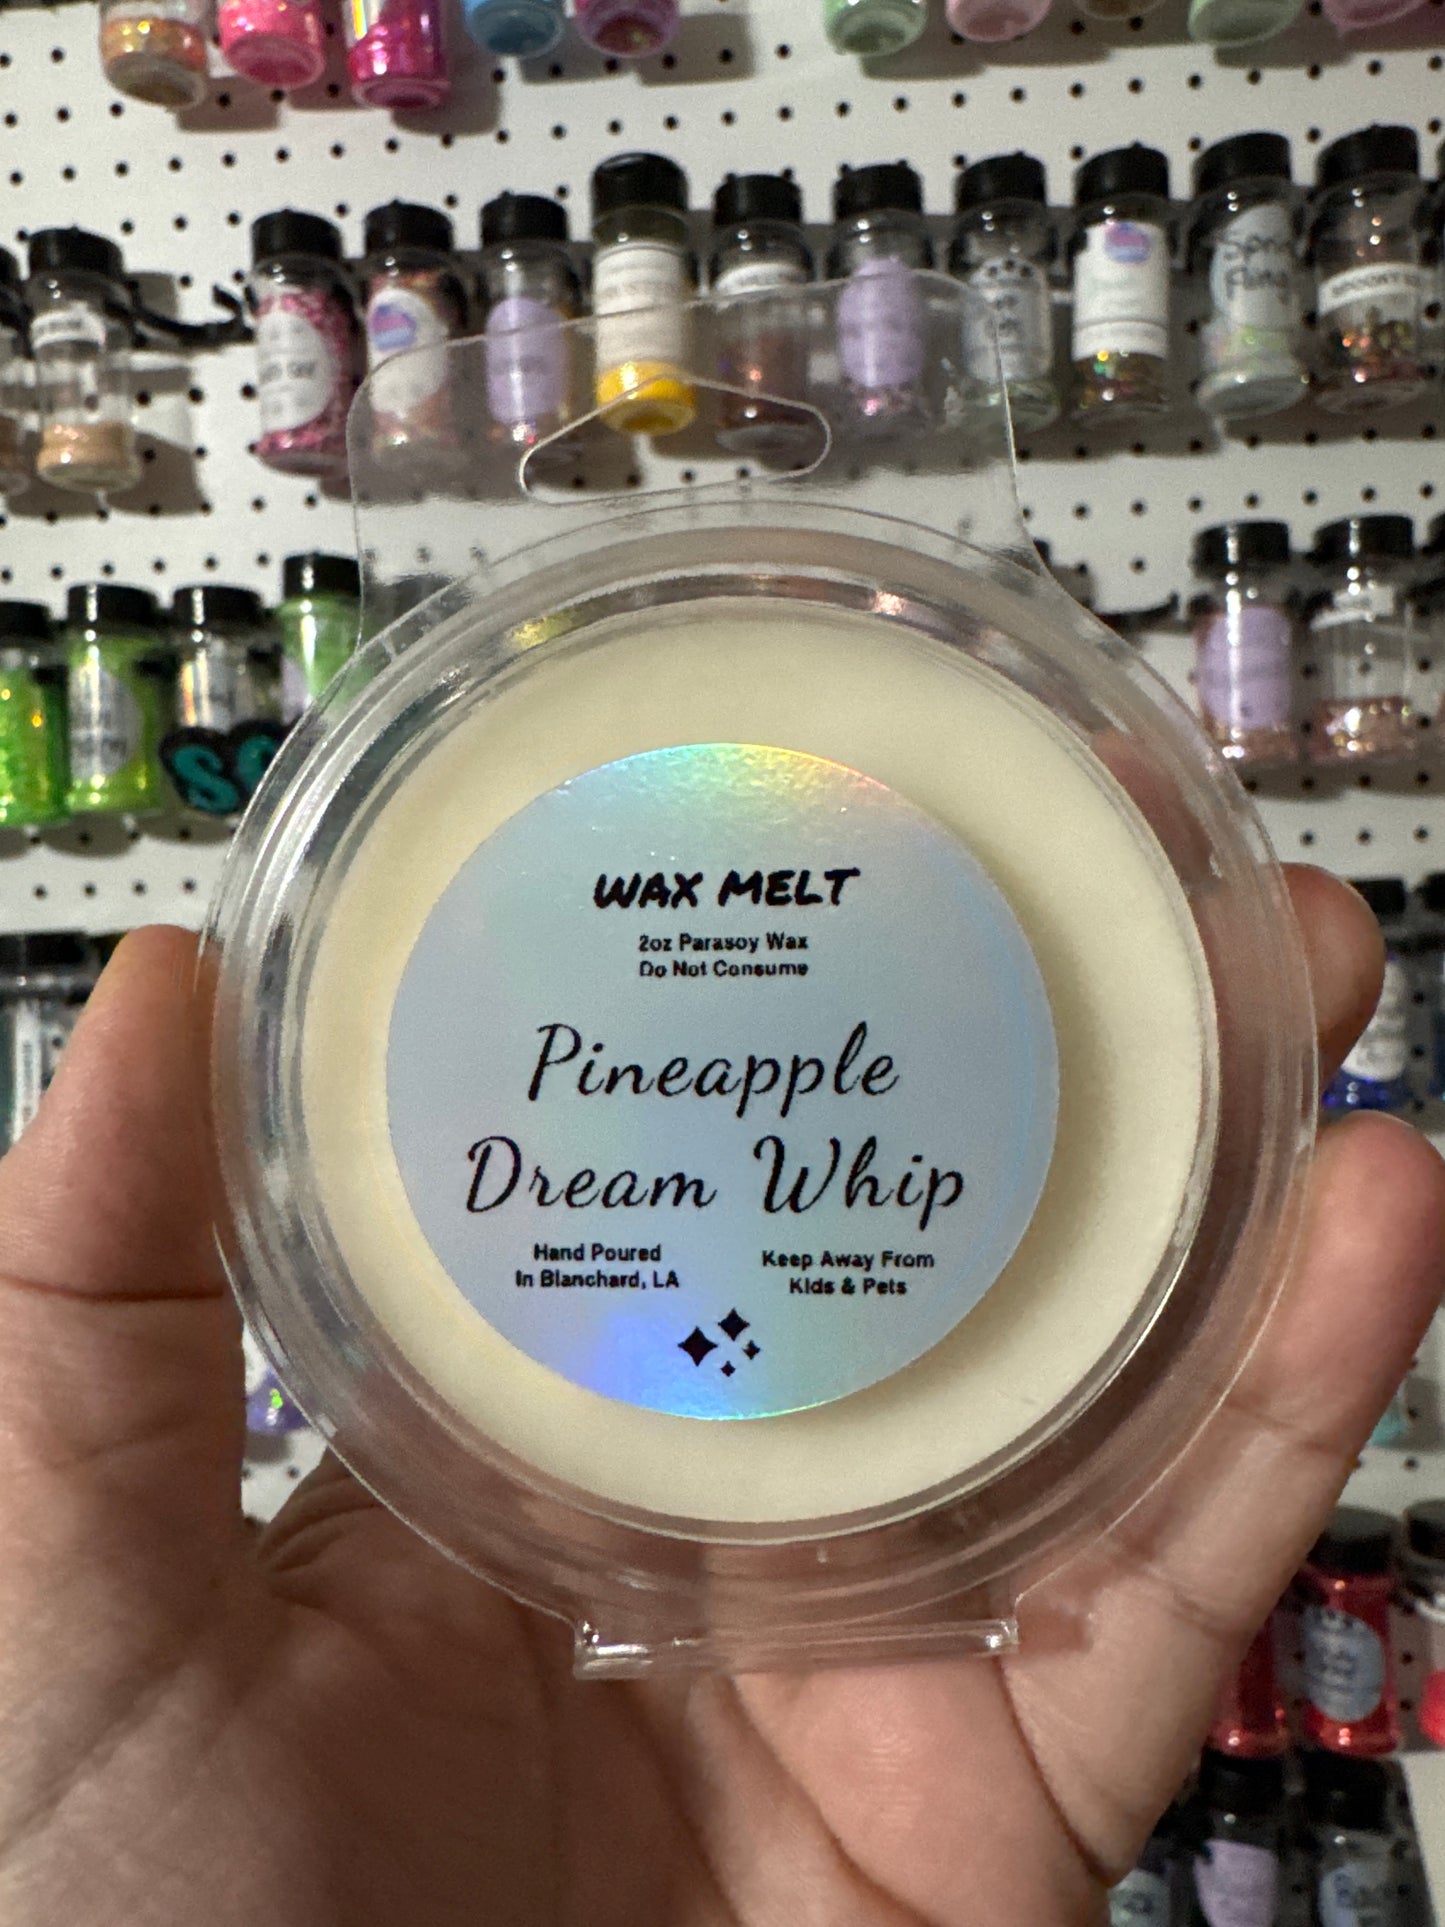 WAX MELT
2oz Parasoy Wax
Do Not Consume
Pineapple
Dream Whip
Hand Poured
In Blanchard, LA
Keep Away From
Kids & Pets